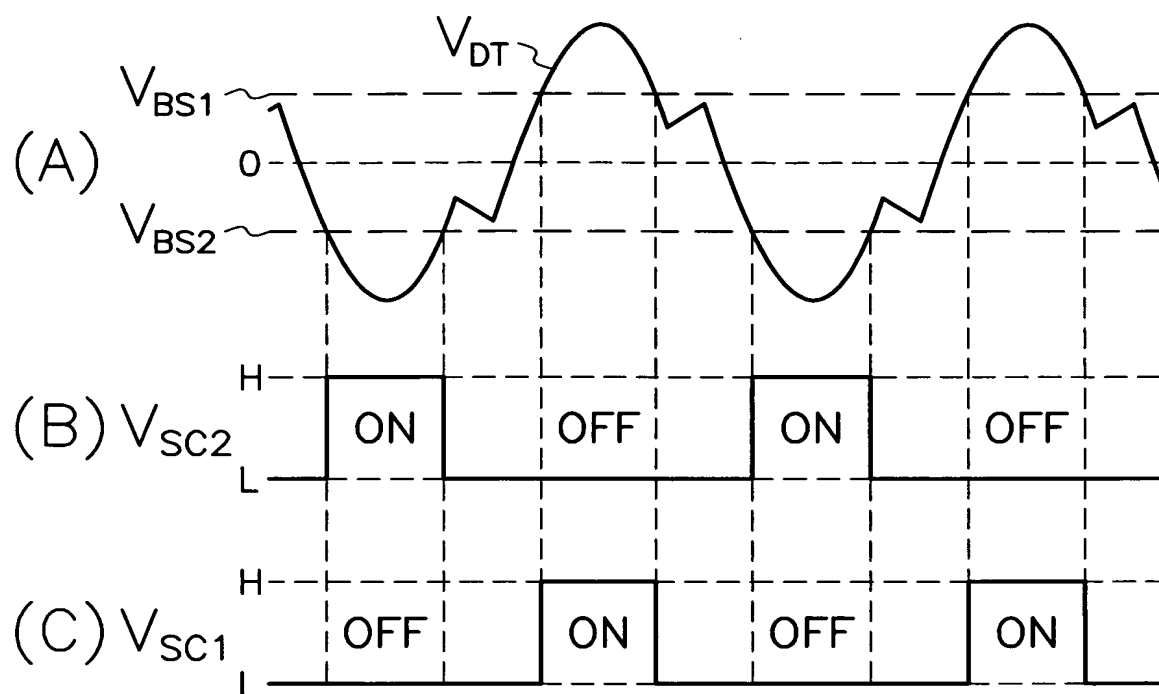 V_DT
V_BS1
(A)
0
V_BS2
H
(B) V_SC2 ON OFF ON OFF
L
H
(C) V_SC1 OFF ON OFF ON
L